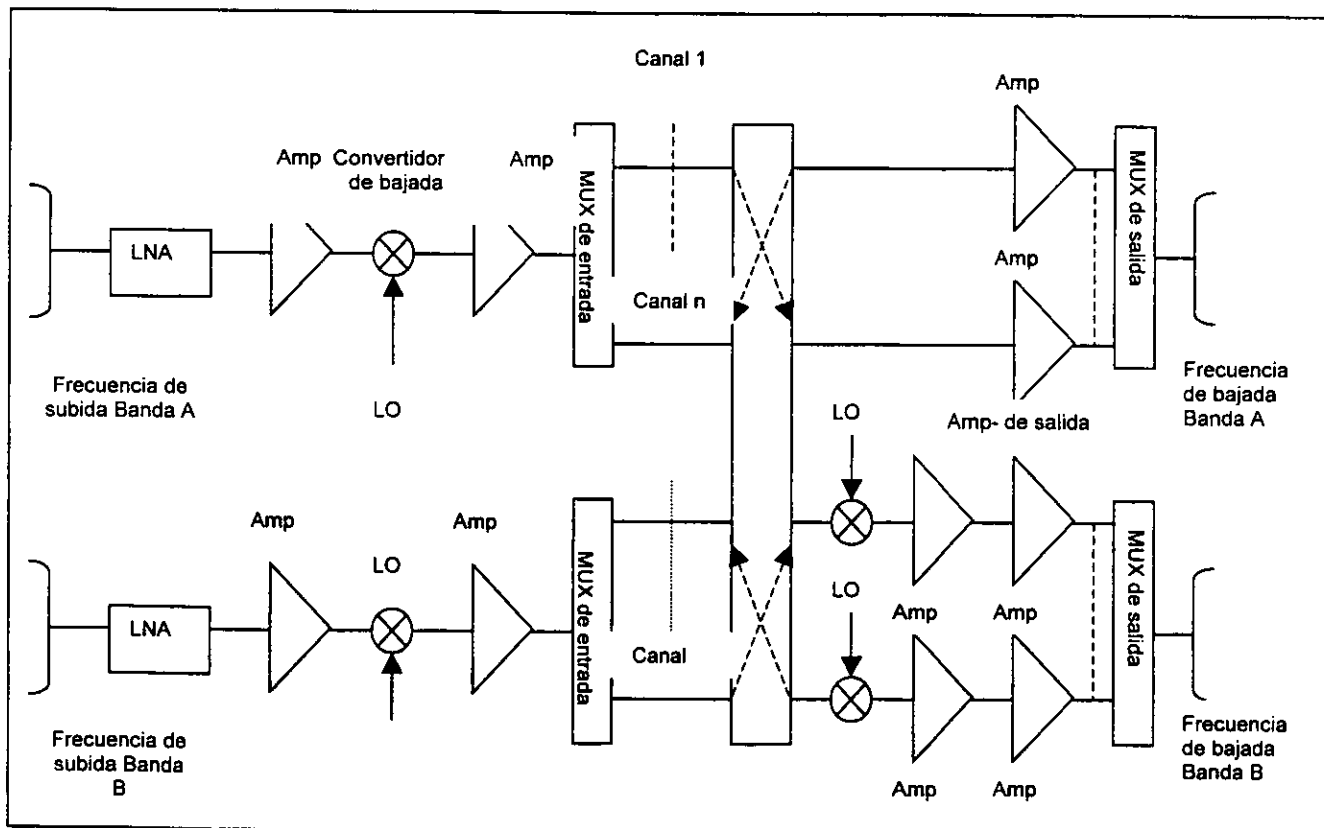 Canal 1
Amp
Amp Convertidor
de bajada
Amp
MUX de entrada
MUX de salida
LNA
Amp
Canal n
Frecuencia de
subida Banda A
LO
Frecuencia
de bajada
Banda A
LO
Amp- de salida
Amp
Amp
LO
MUX de entrada
MUX de salida
LO
LNA
Amp
Amp
Canal
Frecuencia de
subida Banda
B
Frecuencia
de bajada
Banda B
Amp
Amp